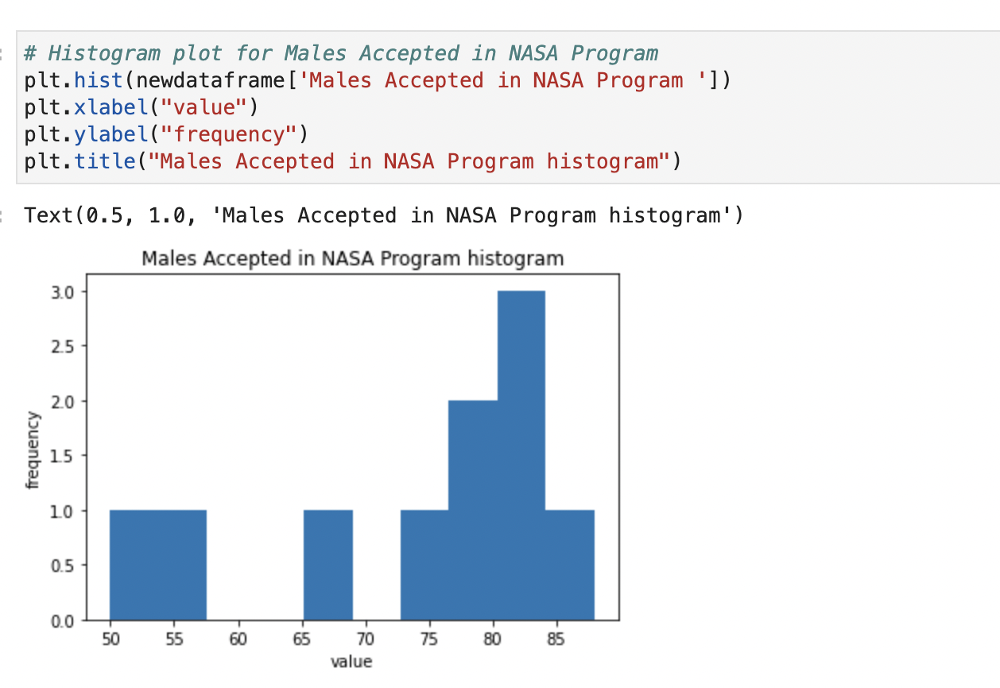 # Histogram plot for Males Accepted in NASA Program
plt.hist(newdataframe['Males Accepted in NASA Program '])
plt.xlabel("value")
plt.ylabel("frequency")
plt.title("Males Accepted in NASA Program histogram")
Text(0.5, 1.0, 'Males Accepted in NASA Program histogram')
Males Accepted in NASA Program histogram
3.0
2.5
2.0
1.5
1.0
0.5
0.0
frequency
50 55 60 65 70 75 80 85
value